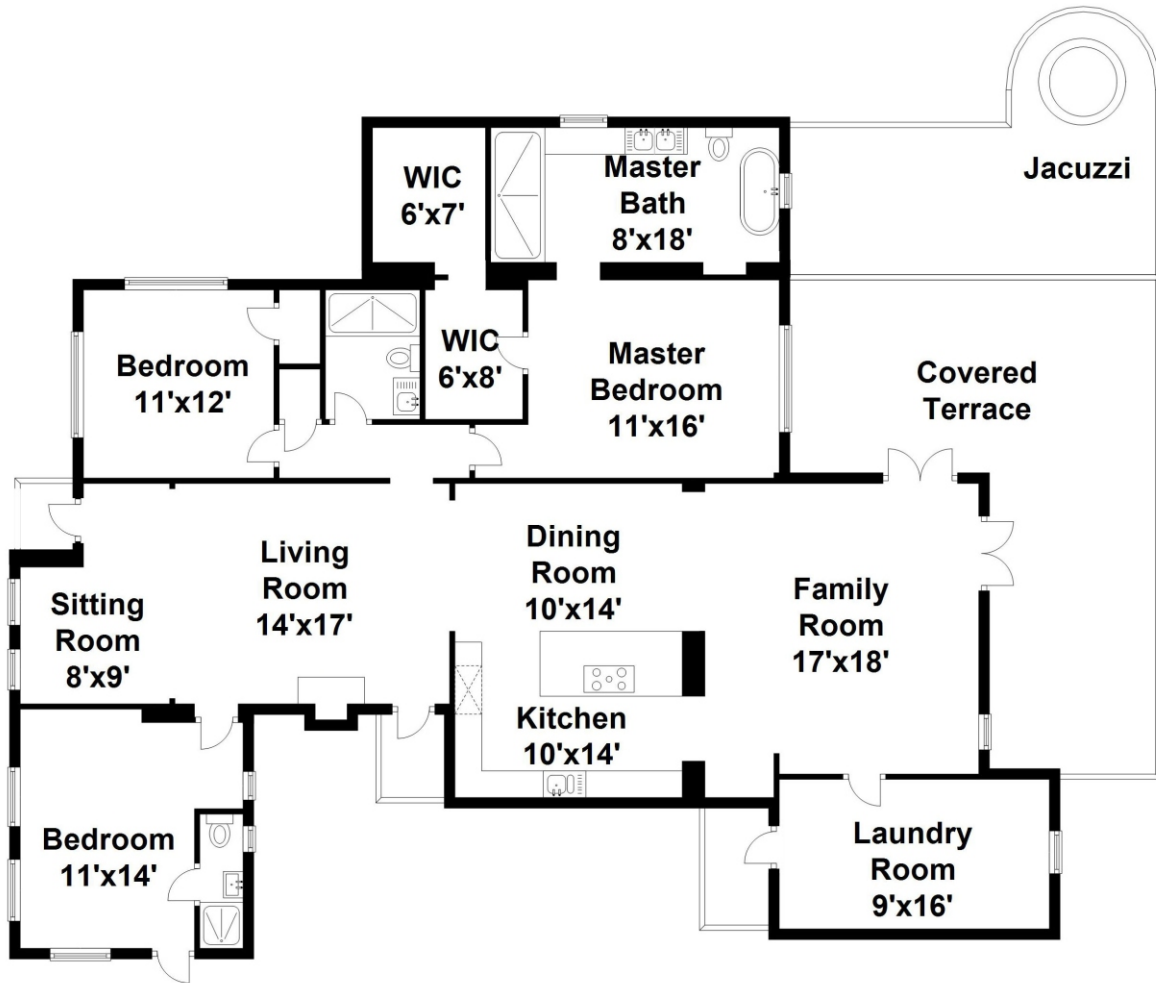 Jacuzzi
WIC
6'x7'
Master
Bath
8'x18'
Bedroom
11'x12'
WIC
6'x8'
Master
Bedroom
11'x16'
Covered
Terrace
Sitting
Room
8'x9'
Living
Room
14'x17'
Dining
Room
10'x14'
Family
Room
17'x18'
Kitchen
10'x14'
Bedroom
11'x14'
Laundry
Room
9'x16'